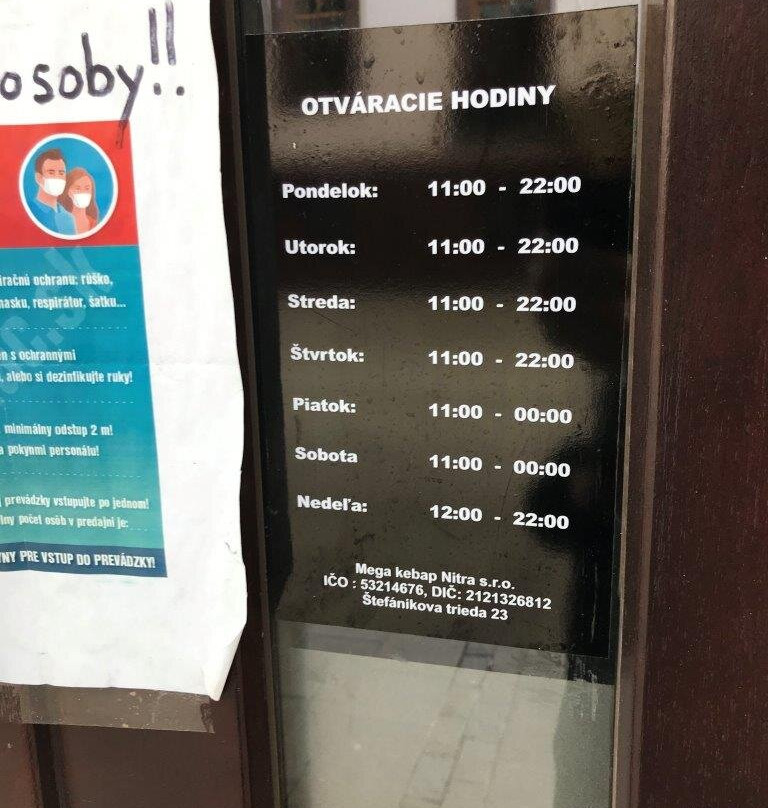 osoby!!
ochranu: rúško,
respirátor, šatku...
s ochrannými
alebo si dezinfikujte ruky!
minimálny odstup 2 m!
pokynmi personálu!
prevádzky vstupujte po jednom!
počet osôb v predajni je:
PRE VSTUP DO PREVÁDZKY!
OTVÁRACIE HODINY
Pondelok: 11:00 - 22:00
Utorok: 11:00 - 22:00
Streda: 11:00 - 22:00
Štvrtok: 11:00 - 22:00
Piatok: 11:00 - 00:00
Sobota 11:00 - 00:00
Nedeľa: 12:00 - 22:00
Mega kebap Nitra s.r.o.
IČO : 53214676, DIČ: 2121326812
Štefánikova trieda 23